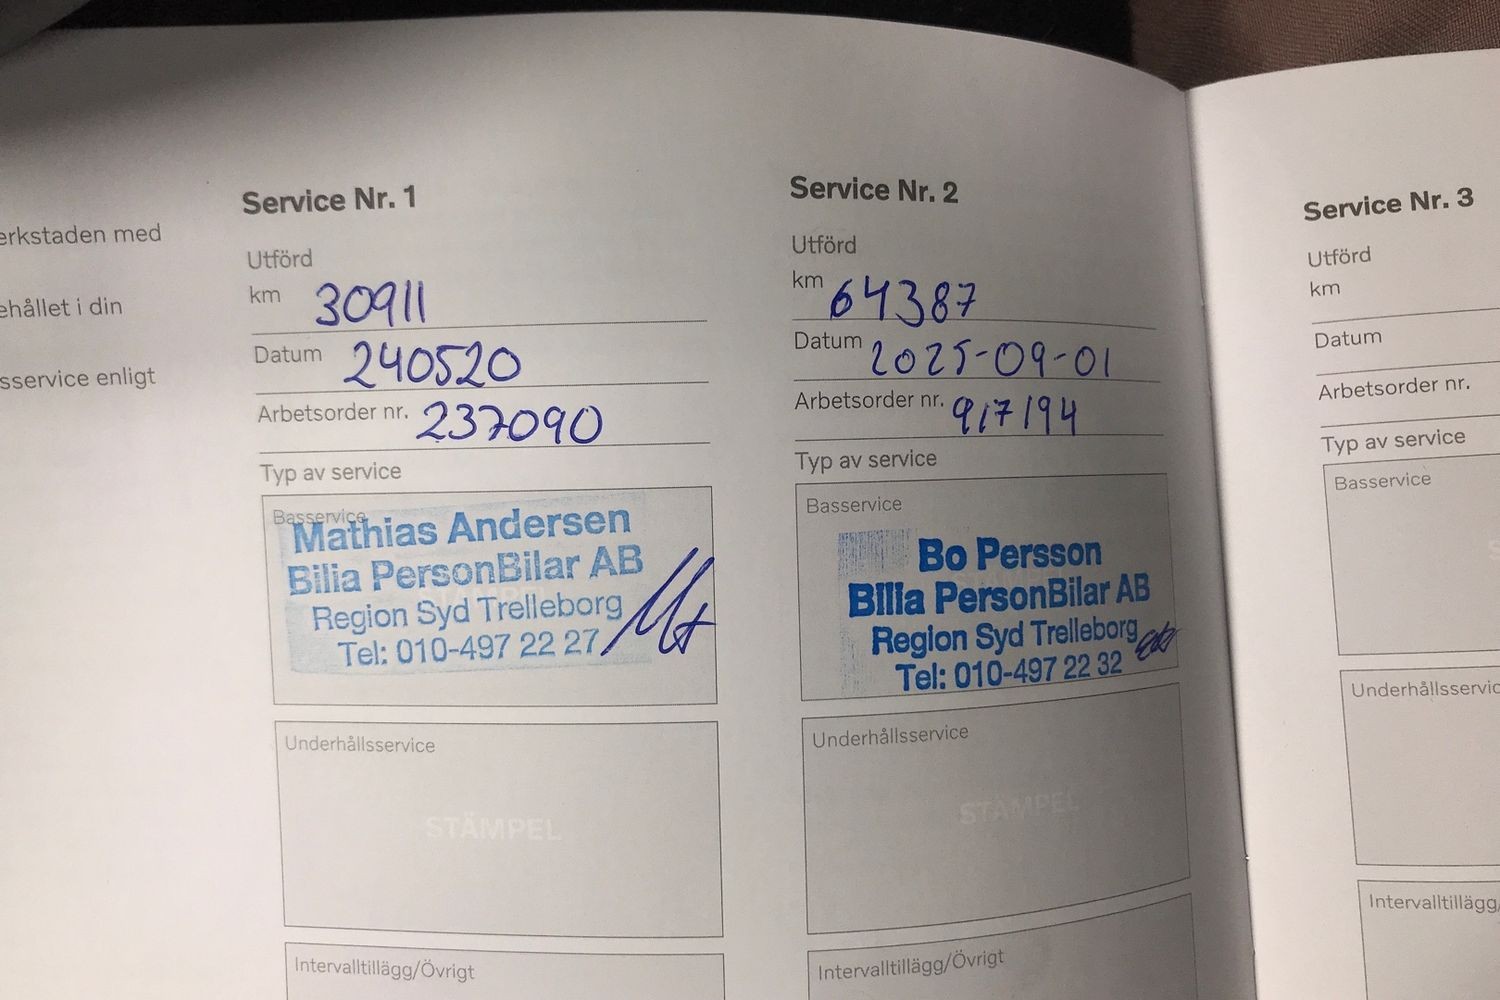 erkstaden med
ehållet i din
sservice enligt
Service Nr. 1
Utförd
km 30911
Datum 240520
Arbetsorder nr. 237090
Typ av service
Basservice
Mathias Andersen
Bilia PersonBilar AB
Region Syd Trelleborg
Tel: 010-497 22 27
Underhållsservice
STÄMPEL
Intervalltillägg/Övrigt
Service Nr. 2
Utförd
km 64387
Datum 2025-09-01
Arbetsorder nr. 917194
Typ av service
Basservice
Bo Persson
Bilia PersonBilar AB
Region Syd Trelleborg
Tel: 010-497 22 32
Underhållsservice
STÄMPEL
Intervalltillägg/Övrigt
Service Nr. 3
Utförd
km
Datum
Arbetsorder nr.
Typ av service
Basservice
Underhållsservic
Intervalltillägg/